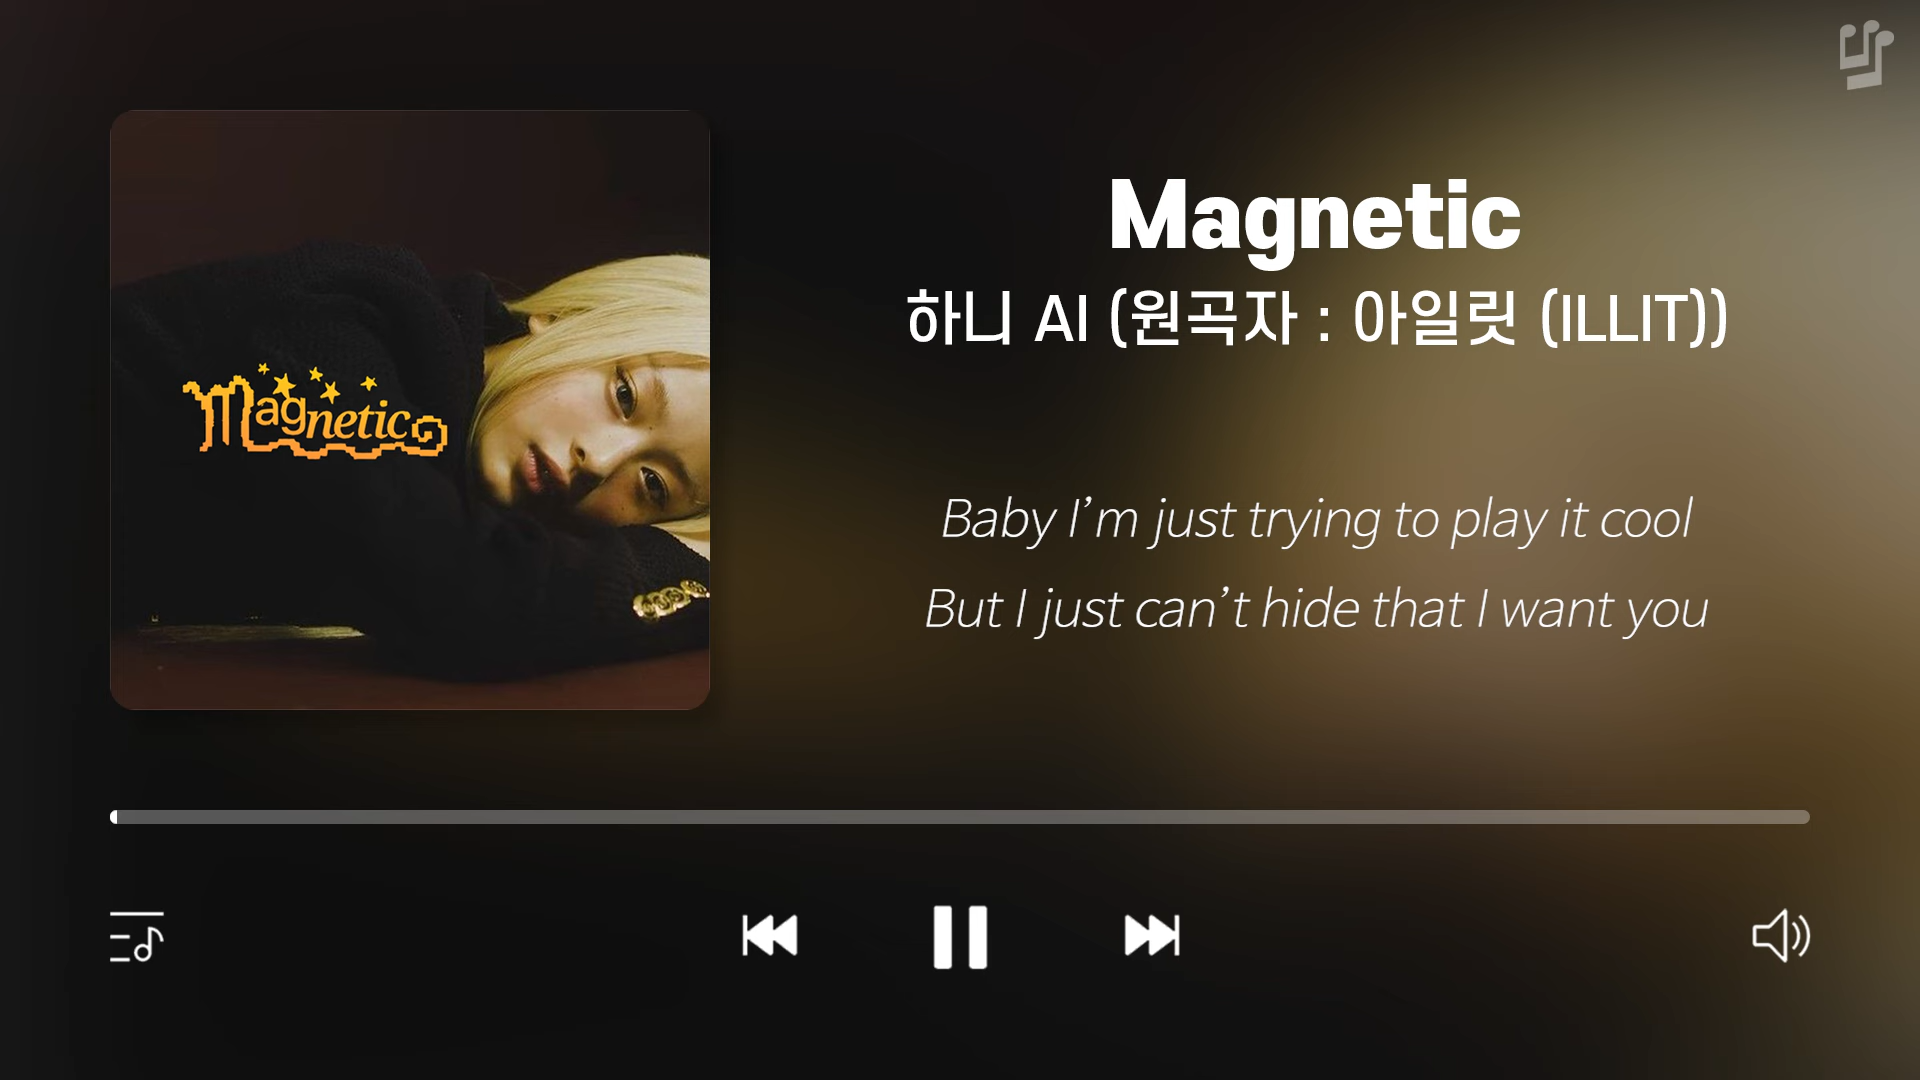 Magnetic
Magnetic
하니 AI (원곡자 : 아일릿 (ILLIT))
Baby I’m just trying to play it cool
But I just can’t hide that I want you